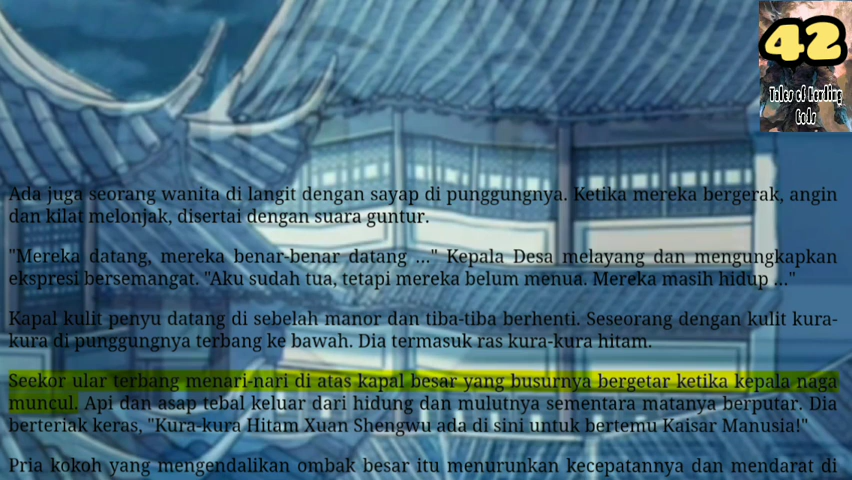 42
Tales of Herding
Gods
Ada juga seorang wanita di langit dengan sayap di punggungnya. Ketika mereka bergerak, angin
dan kilat melonjak, disertai dengan suara guntur.
"Mereka datang, mereka benar-benar datang ..." Kepala Desa melayang dan mengungkapkan
ekspresi bersemangat. "Aku sudah tua, tetapi mereka belum menua. Mereka masih hidup ..."
Kapal kulit penyu datang di sebelah manor dan tiba-tiba berhenti. Seseorang dengan kulit kura-
kura di punggungnya terbang ke bawah. Dia termasuk ras kura-kura hitam.
Seekor ular terbang menari-nari di atas kapal besar yang busurnya bergetar ketika kepala naga
muncul. Api dan asap tebal keluar dari hidung dan mulutnya sementara matanya berputar. Dia
berteriak keras, "Kura-kura Hitam Xuan Shengwu ada di sini untuk bertemu Kaisar Manusia!"
Pria kokoh yang mengendalikan ombak besar itu menurunkan kecepatannya dan mendarat di